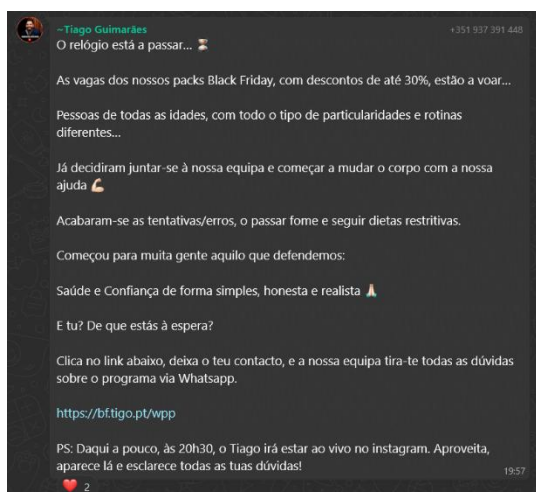 ~Tiago Guimarães
+351 937 391 448
O relógio está a passar... ⏳
As vagas dos nossos packs Black Friday, com descontos de até 30%, estão a voar...
Pessoas de todas as idades, com todo o tipo de particularidades e rotinas
diferentes...
Já decidiram juntar-se à nossa equipa e começar a mudar o corpo com a nossa
ajuda 💪🏻
Acabaram-se as tentativas/erros, o passar fome e seguir dietas restritivas.
Começou para muita gente aquilo que defendemos:
Saúde e Confiança de forma simples, honesta e realista 🙏🏻
E tu? De que estás à espera?
Clica no link abaixo, deixa o teu contacto, e a nossa equipa tira-te todas as dúvidas
sobre o programa via Whatsapp.
https://bf.tigo.pt/wpp
PS: Daqui a pouco, às 20h30, o Tiago irá estar ao vivo no instagram. Aproveita,
aparece lá e esclarece todas as tuas dúvidas!
19:57
❤️ 2